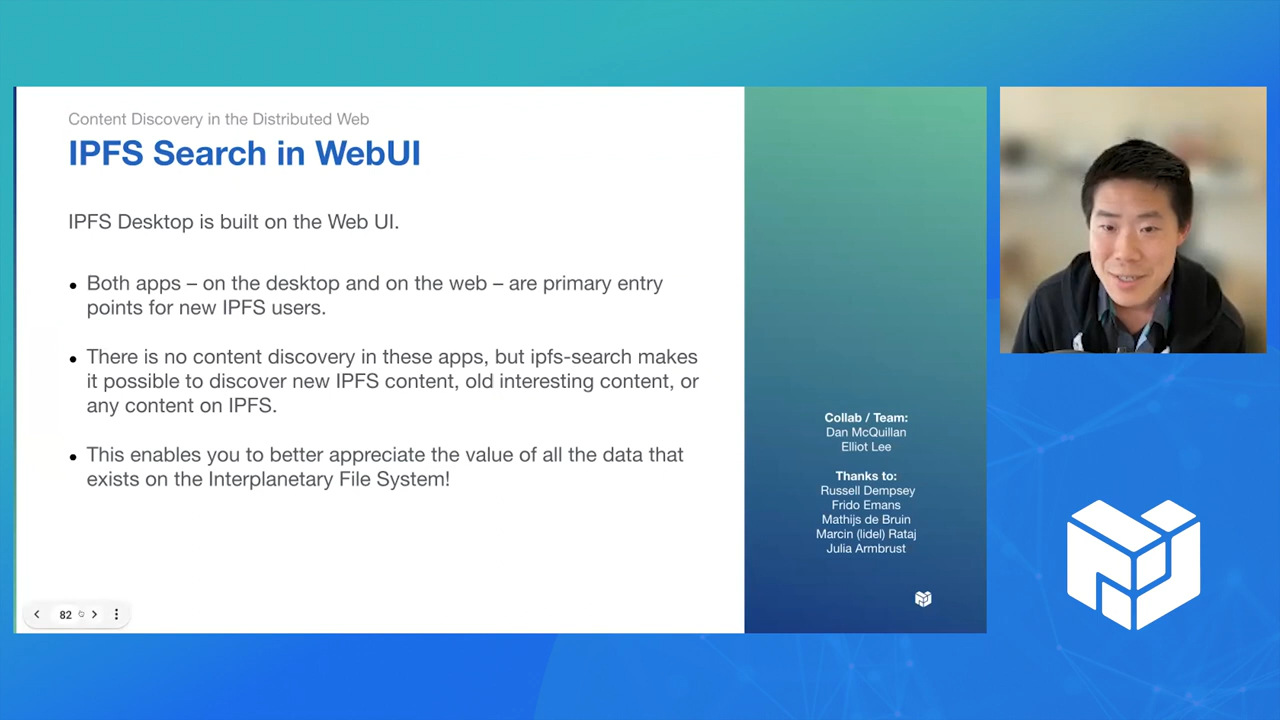 Content Discovery in the Distributed Web
IPFS Search in WebUI
IPFS Desktop is built on the Web UI.
• Both apps – on the desktop and on the web – are primary entry
points for new IPFS users.
• There is no content discovery in these apps, but ipfs-search makes
it possible to discover new IPFS content, old interesting content, or
any content on IPFS.
• This enables you to better appreciate the value of all the data that
exists on the Interplanetary File System!
Collab / Team:
Dan McQuillan
Elliot Lee
Thanks to:
Russell Dempsey
Frido Emans
Mathijs de Bruin
Marcin (lidel) Rataj
Julia Armbrust
82